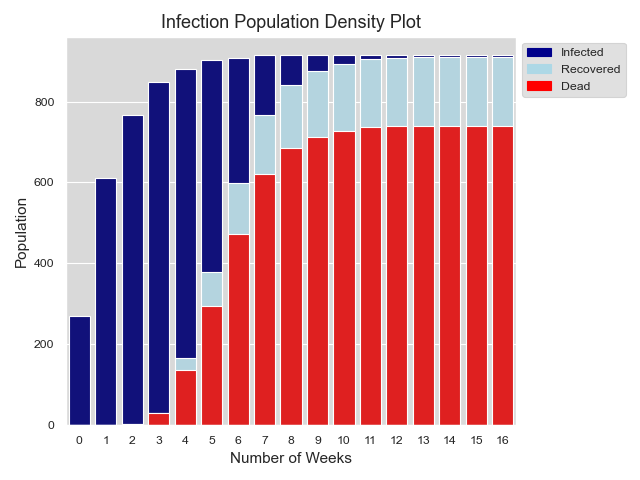 Infection Population Density Plot
Infected
Recovered
Dead
Population
800
600
400
200
0
0 1 2 3 4 5 6 7 8 9 10 11 12 13 14 15 16
Number of Weeks